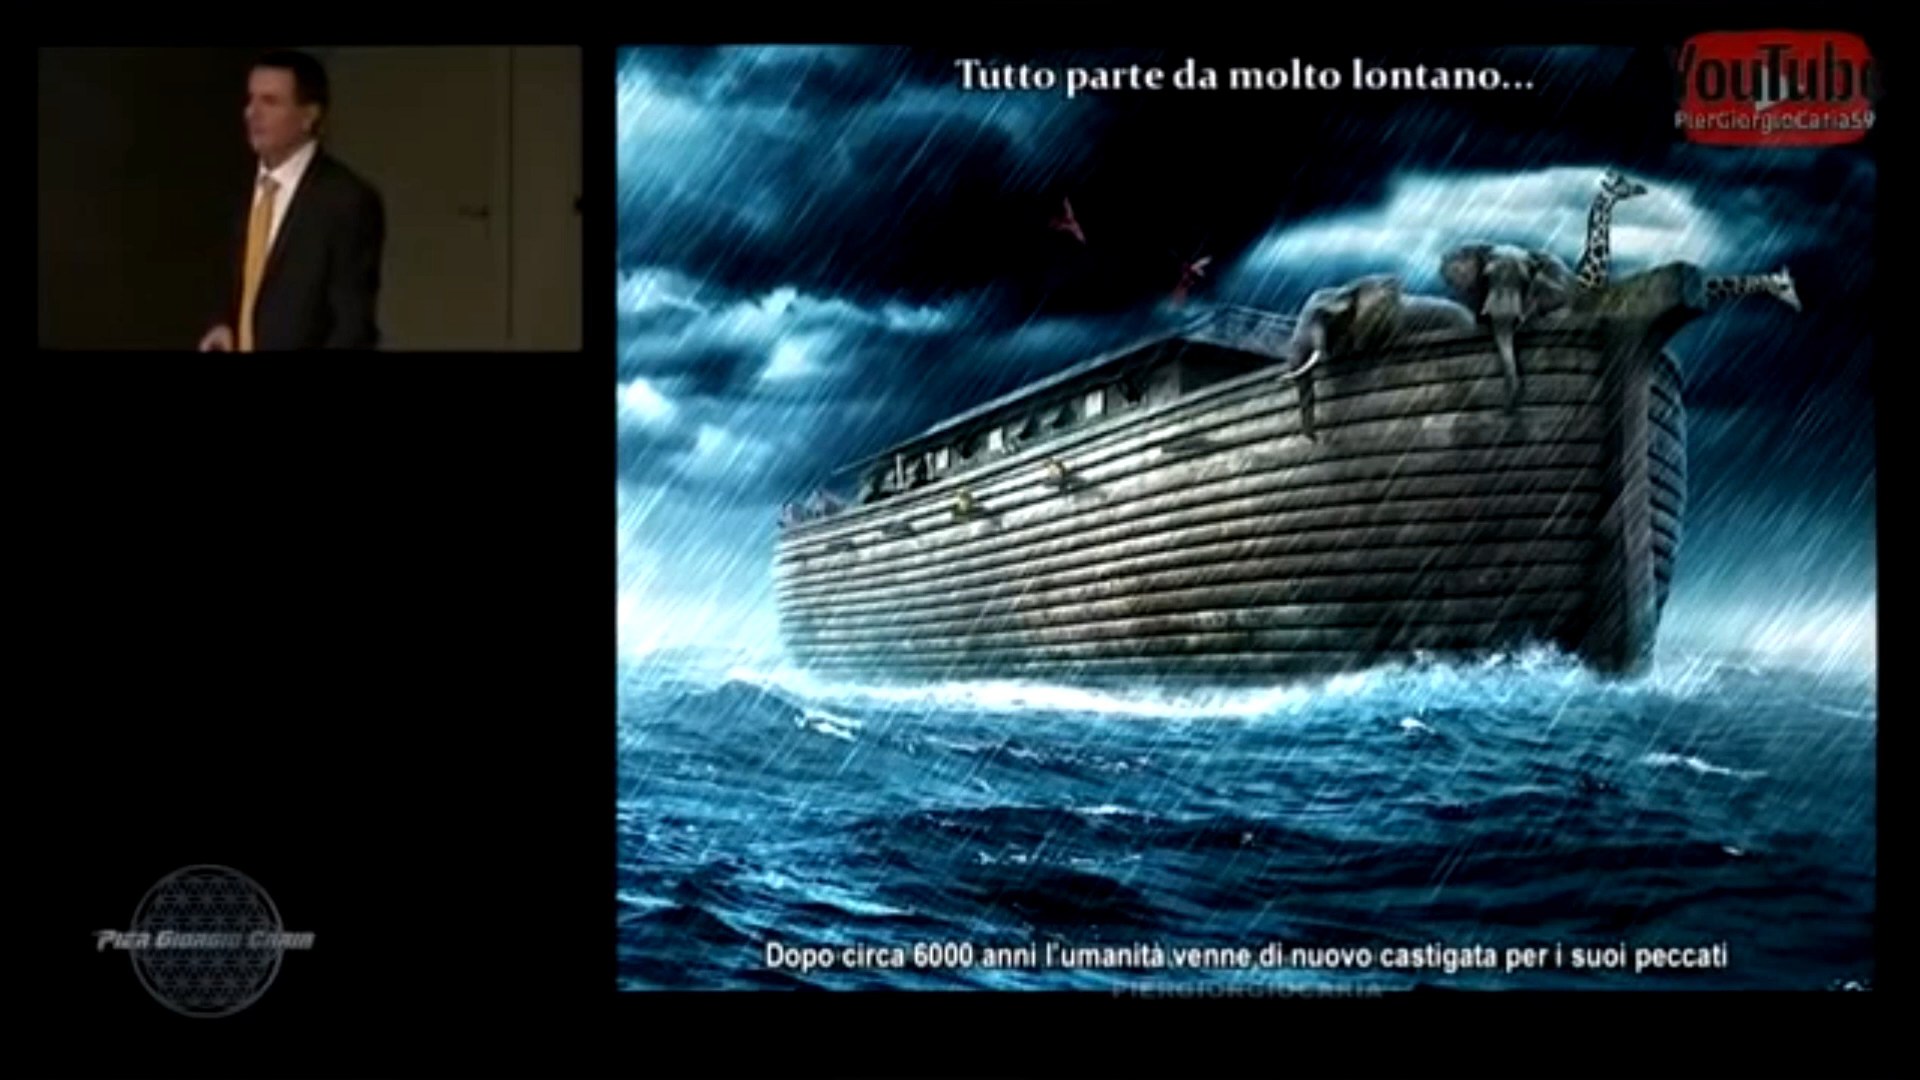 Tutto parte da molto lontano...
YouTube
PierGiorgioCaria59
Pier Giorgio Caria
Dopo circa 6000 anni l'umanità venne di nuovo castigata per i suoi peccati
PIERGIORGIOCARIA